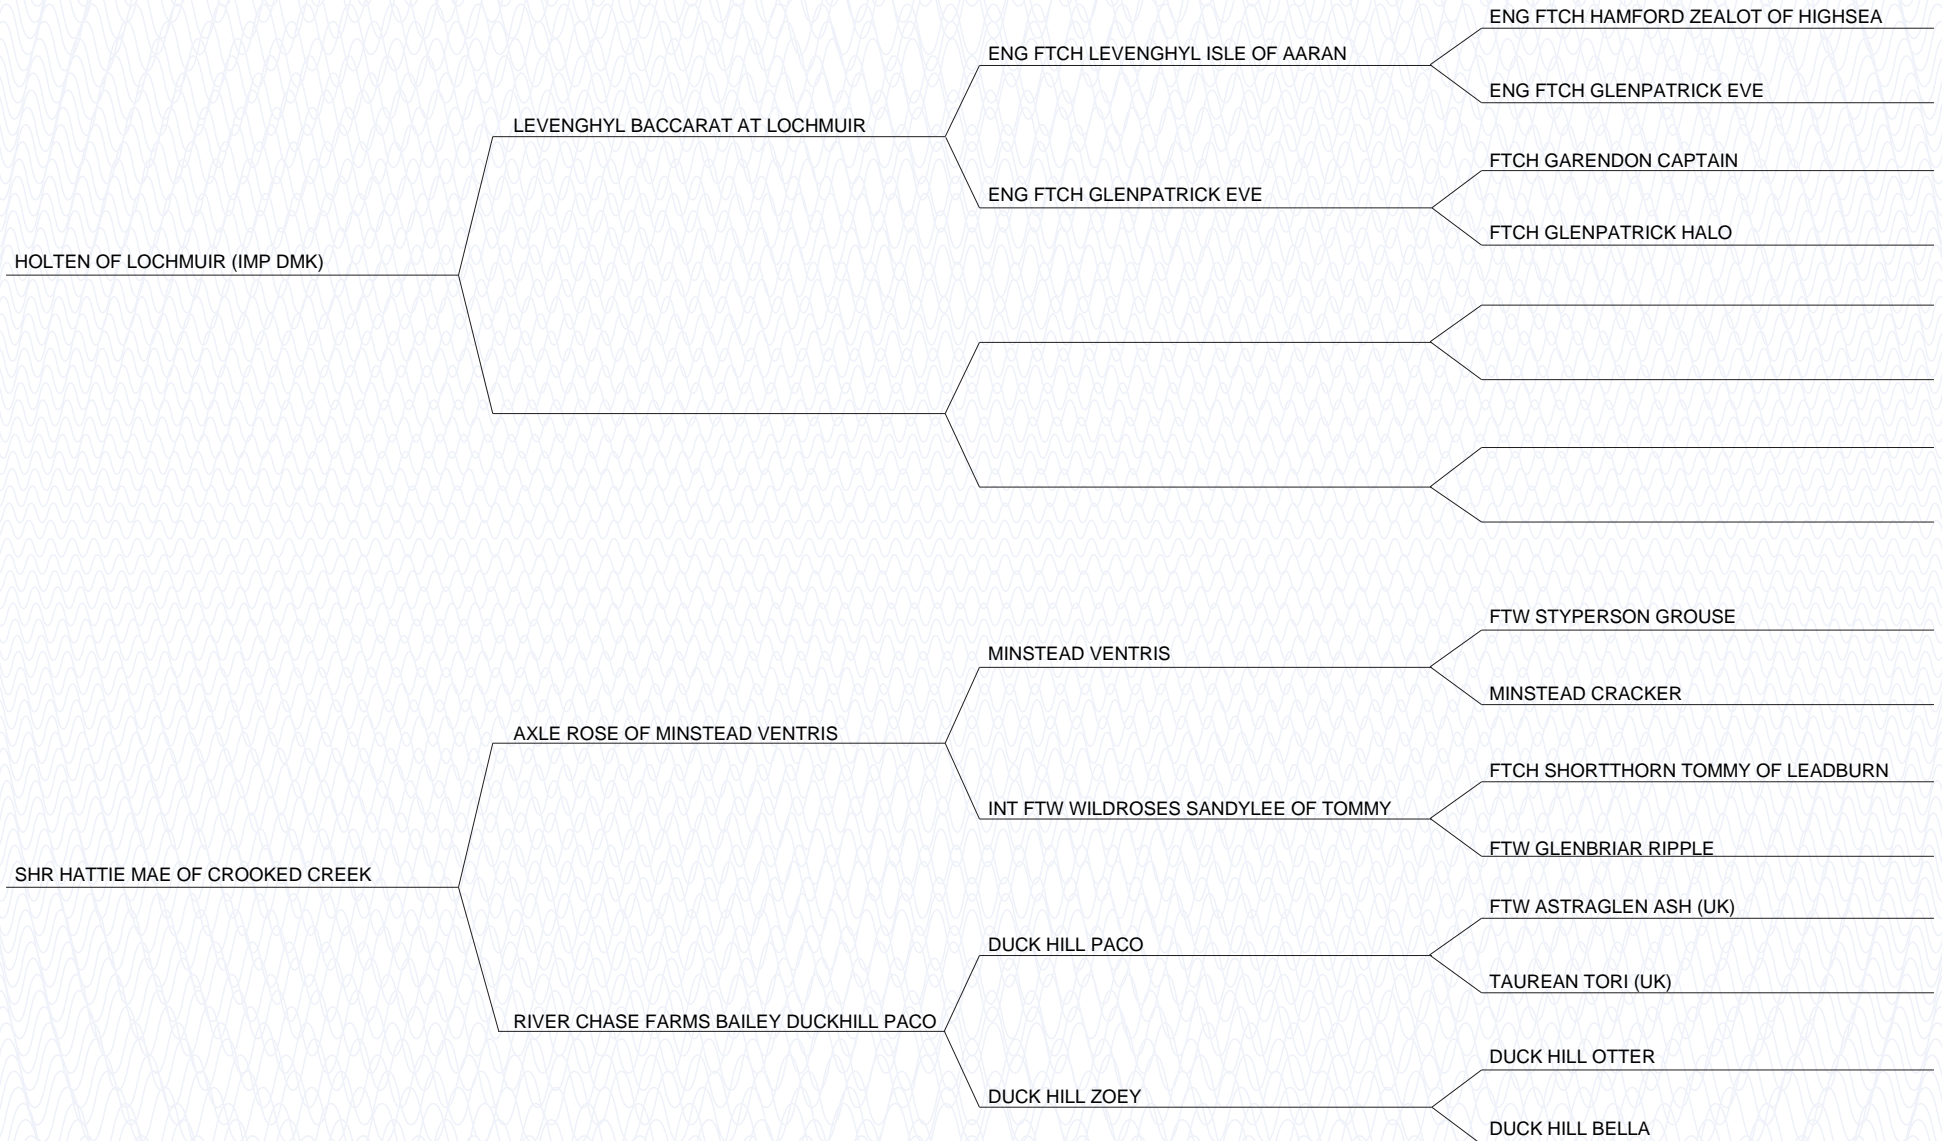 ENG FTCH HAMFORD ZEALOT OF HIGHSEA
ENG FTCH LEVENGHYL ISLE OF AARAN
ENG FTCH GLENPATRICK EVE
LEVENGHYL BACCARAT AT LOCHMUIR
FTCH GARENDON CAPTAIN
ENG FTCH GLENPATRICK EVE
FTCH GLENPATRICK HALO
HOLTEN OF LOCHMUIR (IMP DMK)
FTW STYPERSON GROUSE
MINSTEAD VENTRIS
MINSTEAD CRACKER
AXLE ROSE OF MINSTEAD VENTRIS
FTCH SHORTTHORN TOMMY OF LEADBURN
INT FTW WILDROSES SANDYLEE OF TOMMY
FTW GLENBRIAR RIPPLE
SHR HATTIE MAE OF CROOKED CREEK
FTW ASTRAGLEN ASH (UK)
DUCK HILL PACO
TAUREAN TORI (UK)
RIVER CHASE FARMS BAILEY DUCKHILL PACO
DUCK HILL OTTER
DUCK HILL ZOEY
DUCK HILL BELLA